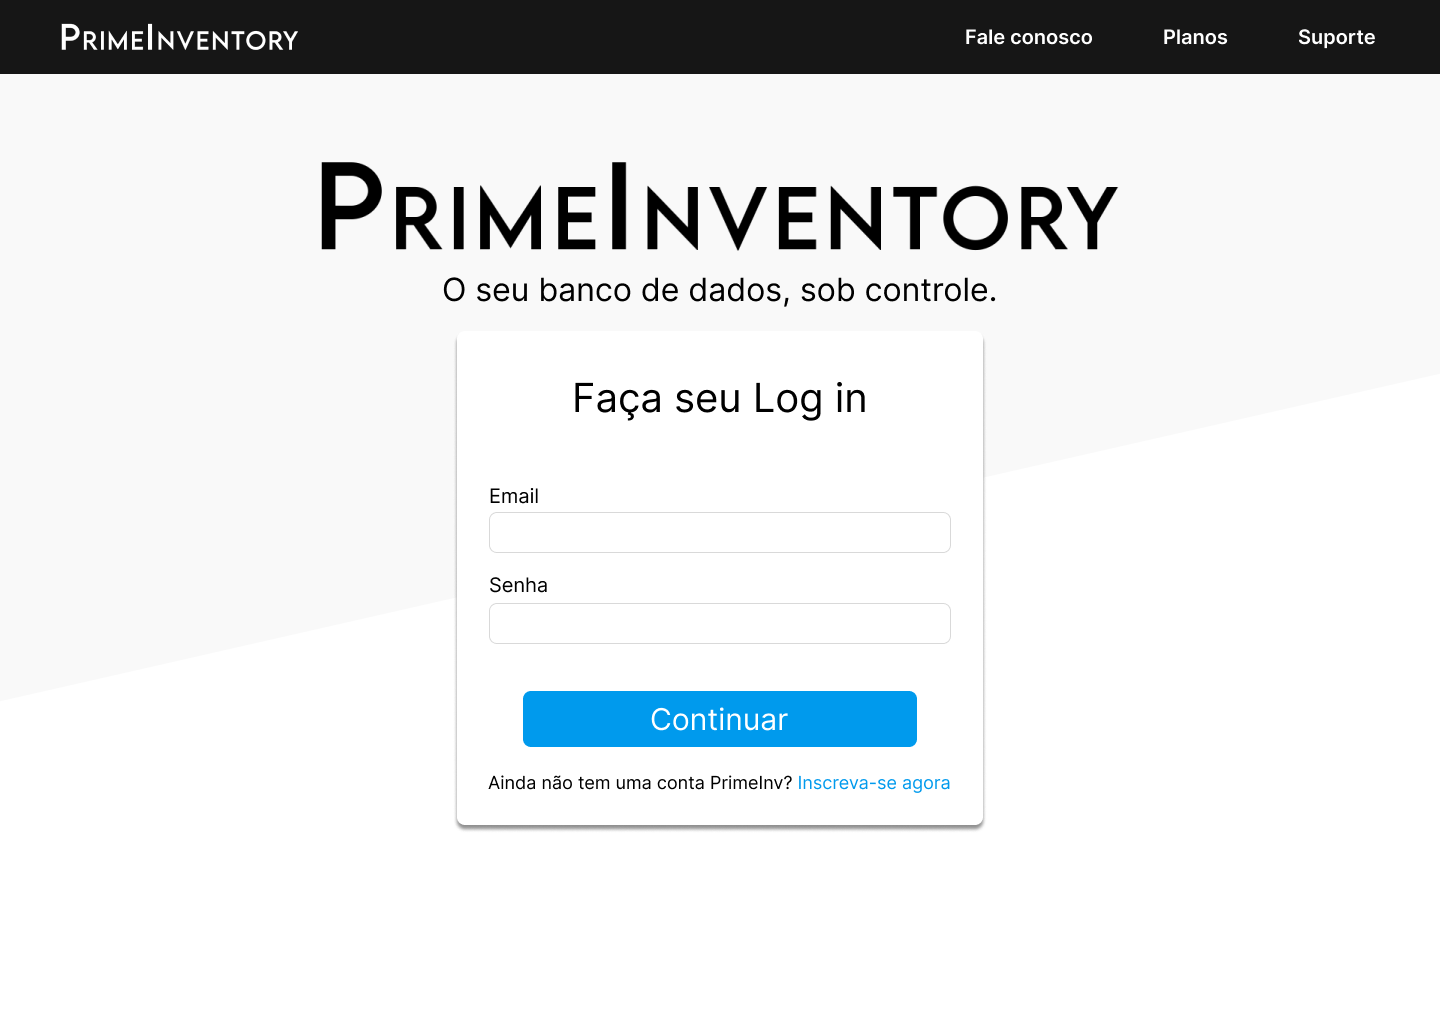 PRIMEINVENTORY
Fale conosco
Planos
Suporte
PRIMEINVENTORY
O seu banco de dados, sob controle.
Faça seu Log in
Email
Senha
Continuar
Ainda não tem uma conta PrimeInv? Inscreva-se agora